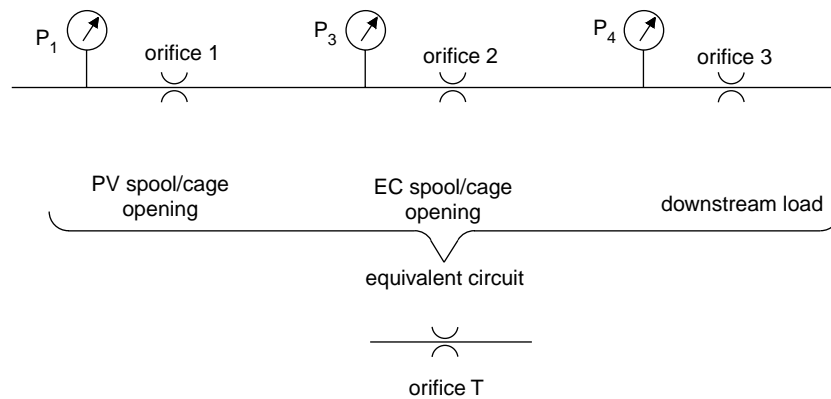 P1
P3
P4
orifice 1
orifice 2
orifice 3
PV spool/cage
opening
EC spool/cage
opening
downstream load
equivalent circuit
orifice T